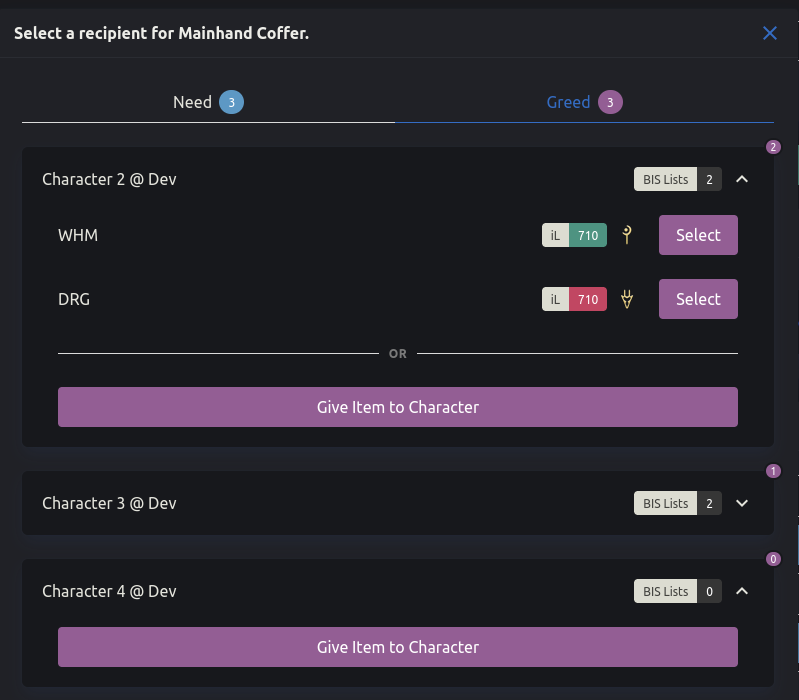 Select a recipient for Mainhand Coffer.
Need 3
Greed 3
2
Character 2 @ Dev BIS Lists 2
WHM iL 710 Select
DRG iL 710 Select
OR
Give Item to Character
1
Character 3 @ Dev BIS Lists 2
0
Character 4 @ Dev BIS Lists 0
Give Item to Character